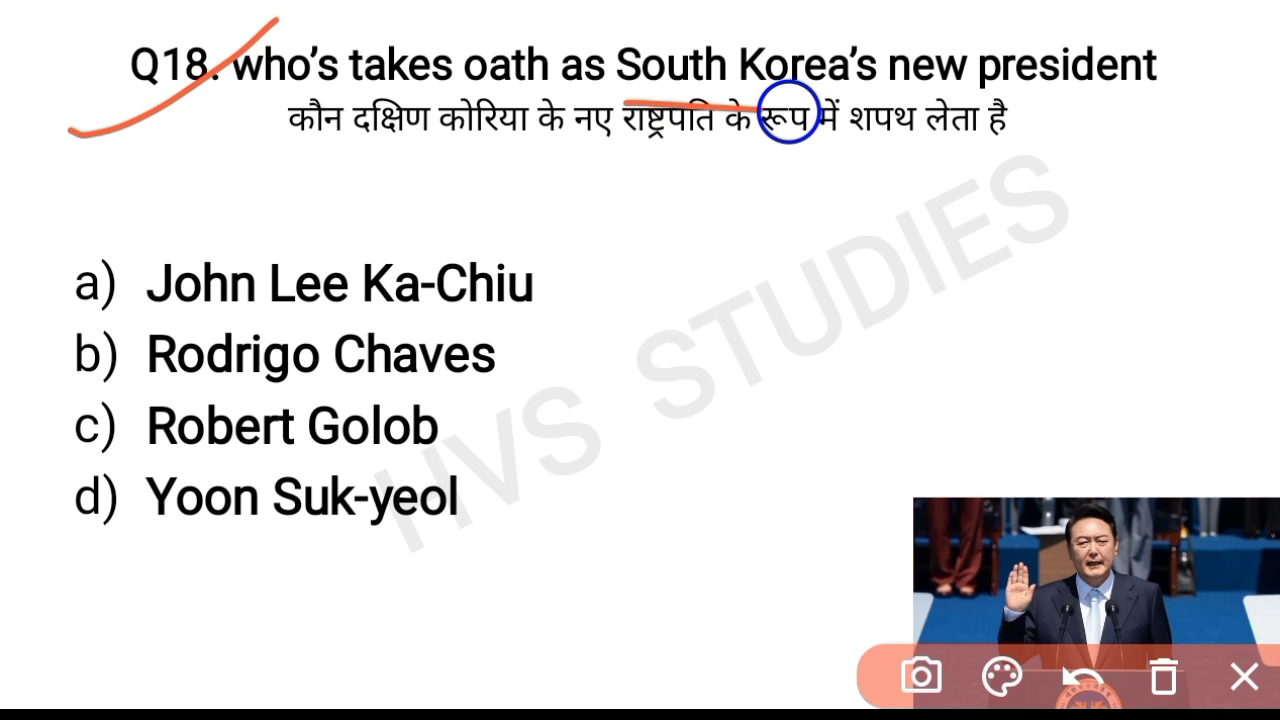 Q18. who's takes oath as South Korea's new president
कौन दक्षिण कोरिया के नए राष्ट्रपति के रूप में शपथ लेता है
a) John Lee Ka-Chiu
b) Rodrigo Chaves
c) Robert Golob
d) Yoon Suk-yeol
HVS STUDIES